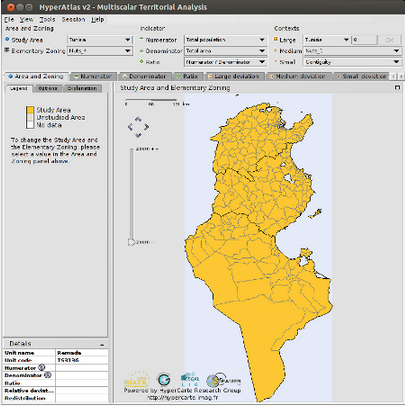 HyperAtlas v2 - Multiscalar Territorial Analysis
File View Tools Session Help
Area and Zoning
Study Area Tunisia
Elementary Zoning Nuts_4
Indicator
Numerator Total population
Denominator Total area
Ratio Numerator / Denominator
Contexts
Large Tunisia 0
Medium Nuts_1
Small Contiguity
Area and Zoning Numerator Denominator Ratio Large deviation Medium deviation Small deviation
Legend Options Explanation
Study Area
Unstudied Area
No data
To change the Study Area and
the Elementary Zoning, please
select a value in the Area and
Zoning panel above.
Study Area and Elementary Zoning
Zoom
Zoom
Details
Unit name Remada
Unit code
Numerator
Denominator
Ratio
Relative deviat...
Redistribution
Powered by HyperCarte Research Group
http://hypercarte.imag.fr